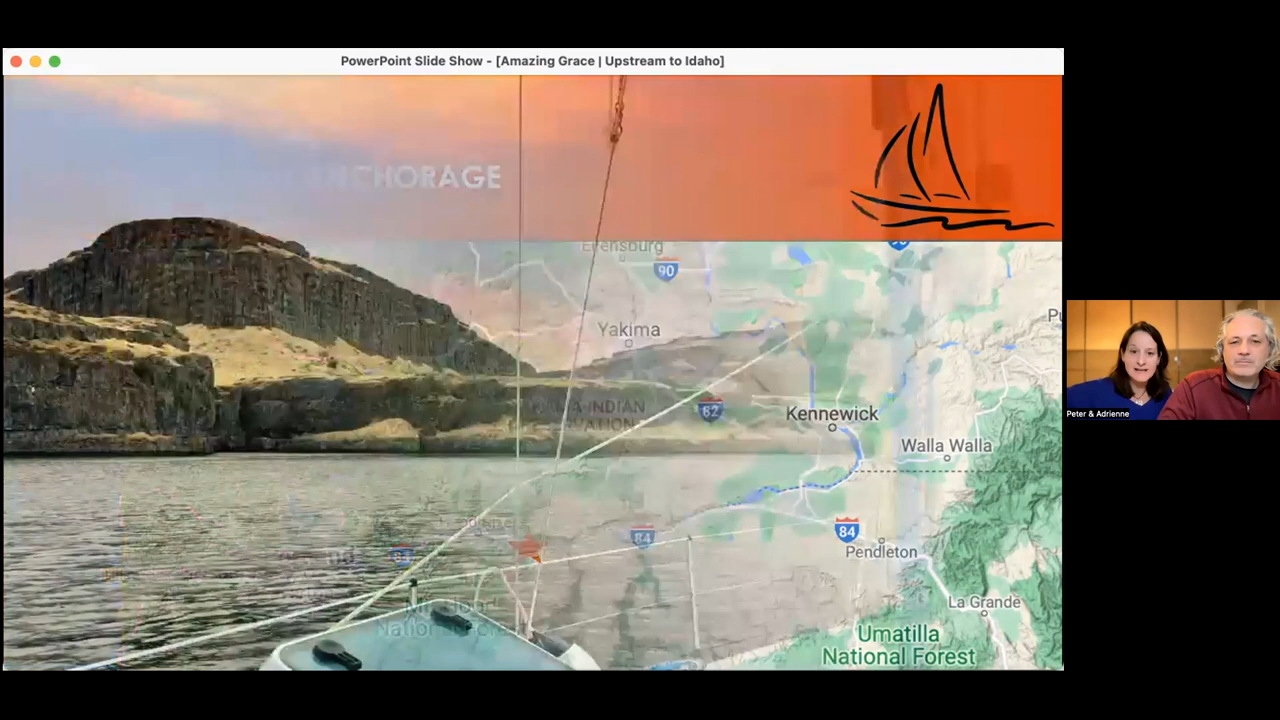 PowerPoint Slide Show - [Amazing Grace | Upstream to Idaho]
ANCHORAGE
Ellensburg
90
Yakima
82
Kennewick
Walla Walla
84
84
Pendleton
La Grande
Umatilla
National Forest
Peter & Adrienne